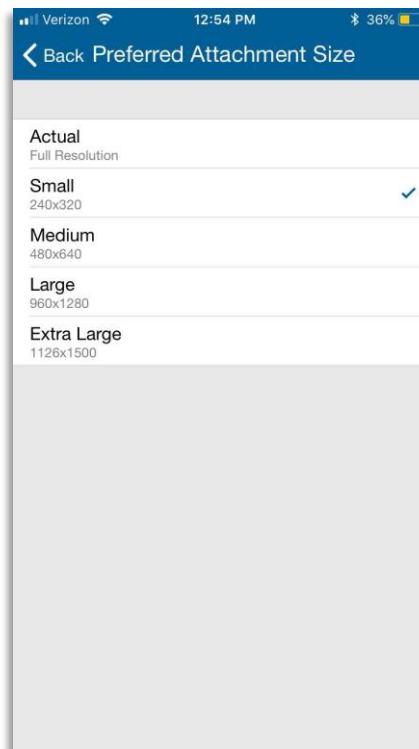 Verizon 12:54 PM 36%
Back Preferred Attachment Size
Actual
Full Resolution
Small
240x320
Medium
480x640
Large
960x1280
Extra Large
1126x1500